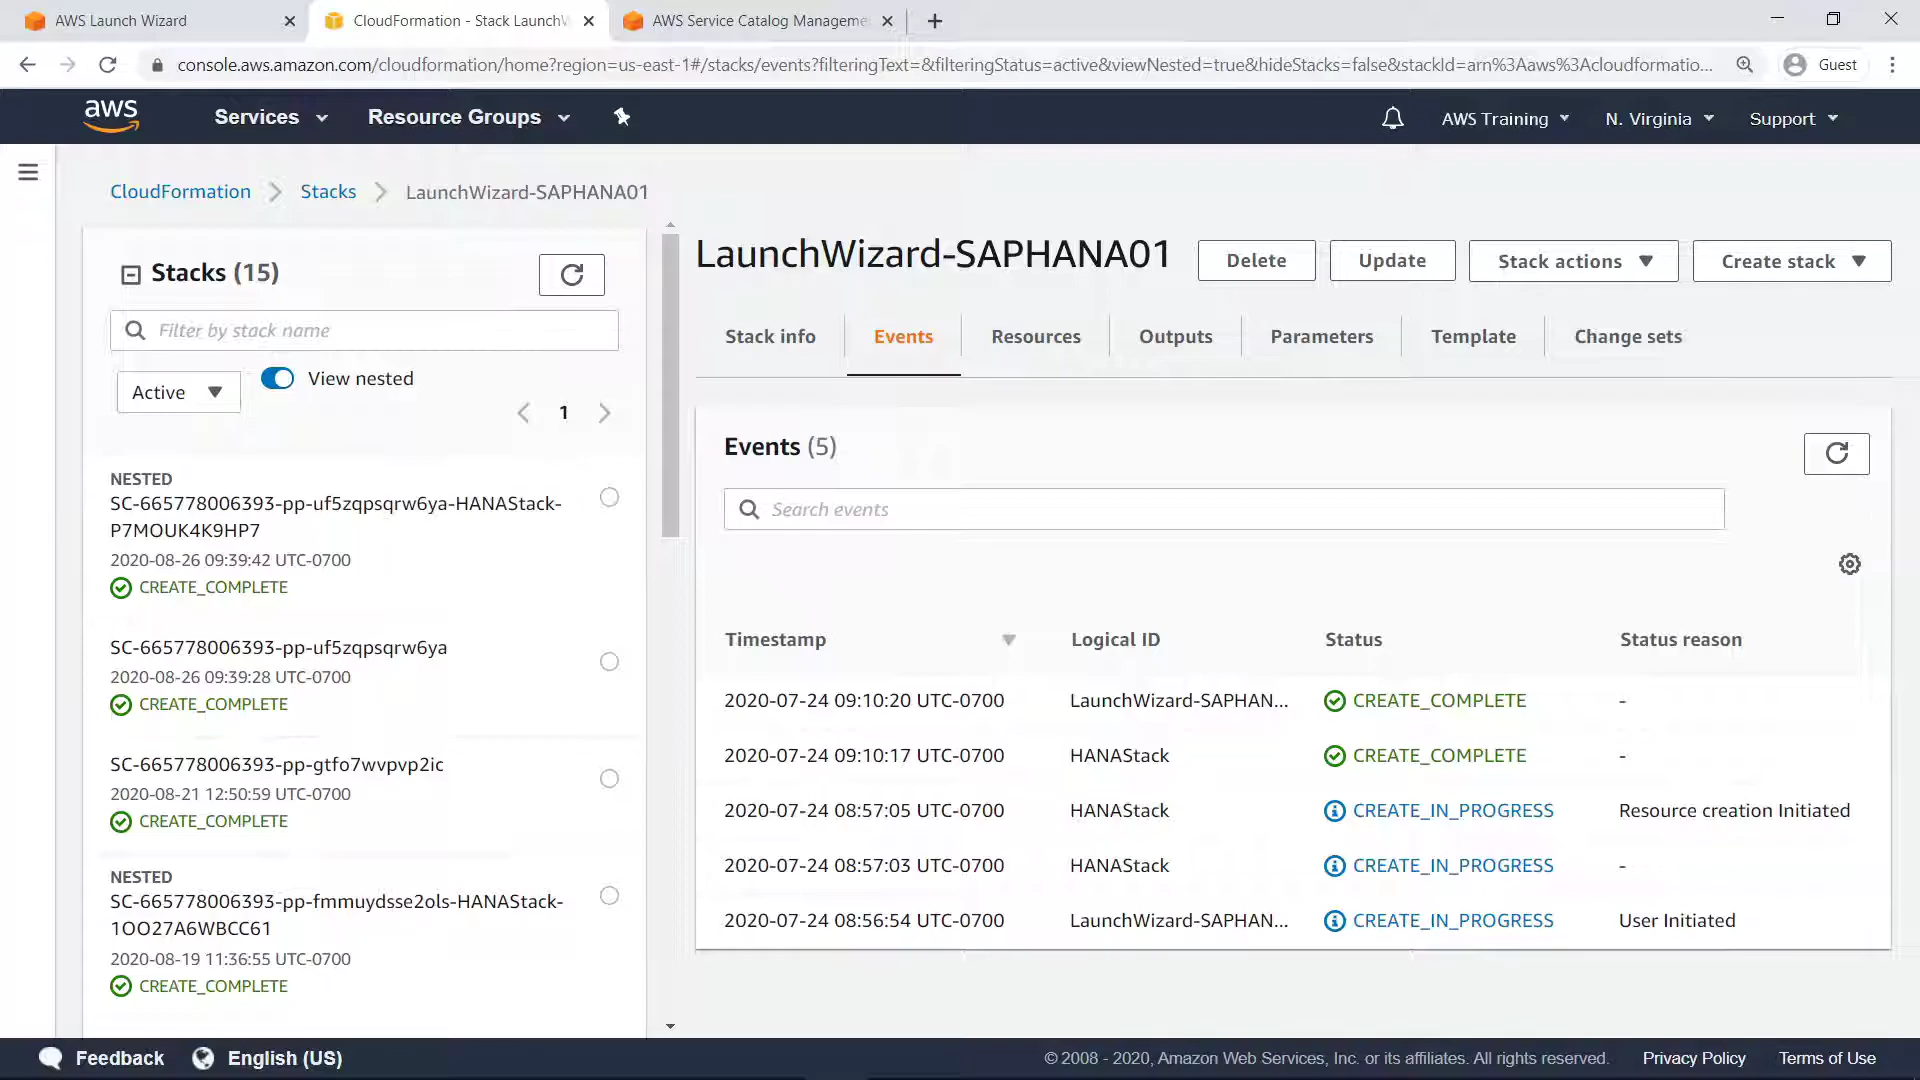 AWS Launch Wizard
CloudFormation - Stack LaunchW
AWS Service Catalog Manageme
console.aws.amazon.com/cloudformation/home?region=us-east-1#/stacks/events?filteringText=&filteringStatus=active&viewNested=true&hideStacks=false&stackId=arn%3Aaws%3Acloudformatio...
Guest
aws
Services
Resource Groups
AWS Training
N. Virginia
Support
CloudFormation
Stacks
LaunchWizard-SAPHANA01
Stacks (15)
Filter by stack name
Active
View nested
1
NESTED
SC-665778006393-pp-uf5zqpsqrw6ya-HANAStack-
P7MOUK4K9HP7
2020-08-26 09:39:42 UTC-0700
CREATE_COMPLETE
SC-665778006393-pp-uf5zqpsqrw6ya
2020-08-26 09:39:28 UTC-0700
CREATE_COMPLETE
SC-665778006393-pp-gtfo7wvpvp2ic
2020-08-21 12:50:59 UTC-0700
CREATE_COMPLETE
NESTED
SC-665778006393-pp-fmmuydsse2ols-HANAStack-
1OO27A6WBCC61
2020-08-19 11:36:55 UTC-0700
CREATE_COMPLETE
LaunchWizard-SAPHANA01
Delete
Update
Stack actions
Create stack
Stack info
Events
Resources
Outputs
Parameters
Template
Change sets
Events (5)
Search events
Timestamp Logical ID Status Status reason
2020-07-24 09:10:20 UTC-0700 LaunchWizard-SAPHAN... CREATE_COMPLETE -
2020-07-24 09:10:17 UTC-0700 HANAStack CREATE_COMPLETE -
2020-07-24 08:57:05 UTC-0700 HANAStack CREATE_IN_PROGRESS Resource creation Initiated
2020-07-24 08:57:03 UTC-0700 HANAStack CREATE_IN_PROGRESS -
2020-07-24 08:56:54 UTC-0700 LaunchWizard-SAPHAN... CREATE_IN_PROGRESS User Initiated
Feedback
English (US)
© 2008 - 2020, Amazon Web Services, Inc. or its affiliates. All rights reserved.
Privacy Policy
Terms of Use